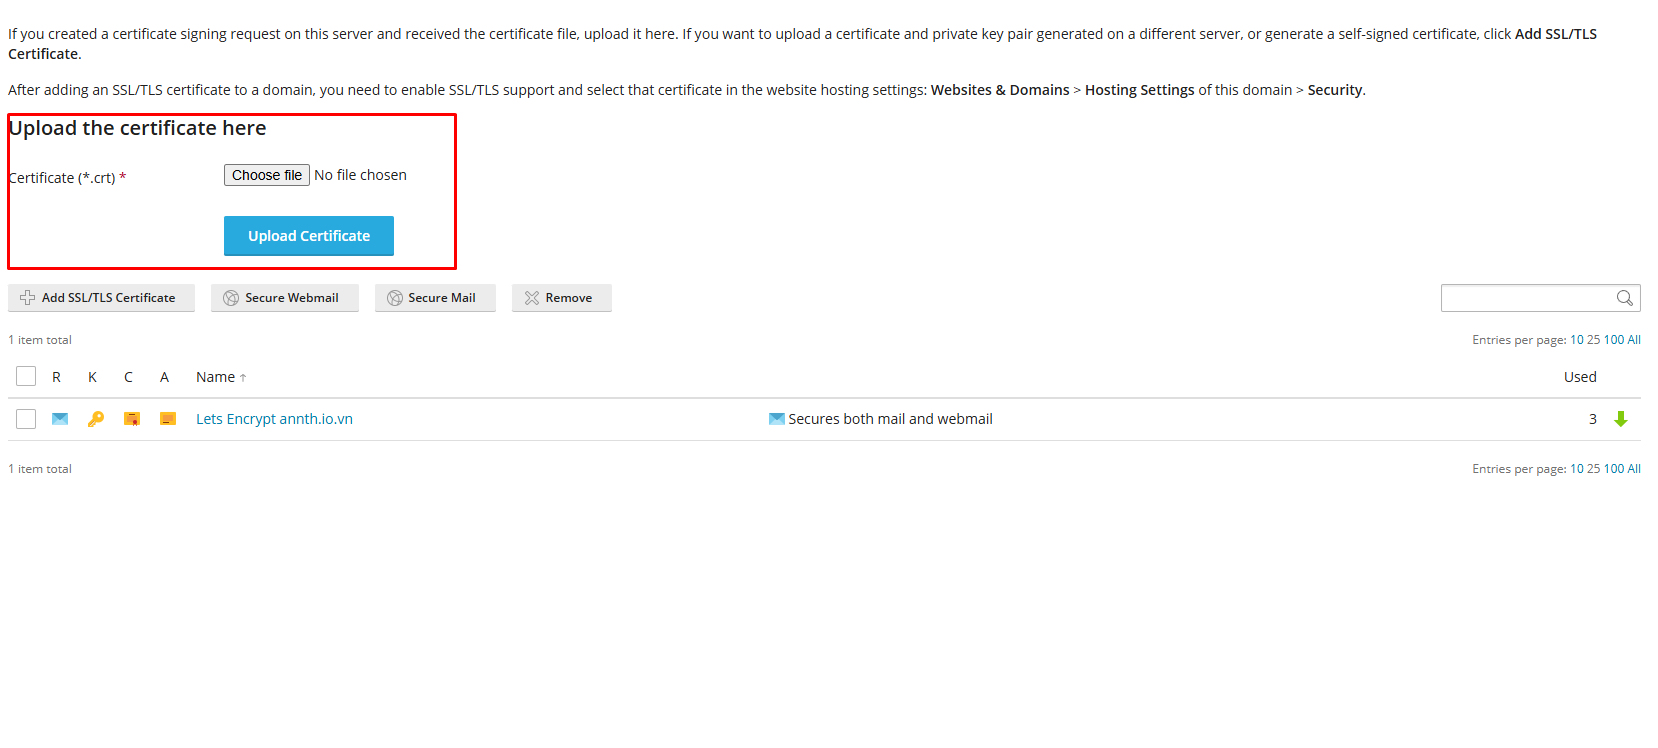 If you created a certificate signing request on this server and received the certificate file, upload it here. If you want to upload a certificate and private key pair generated on a different server, or generate a self-signed certificate, click Add SSL/TLS
Certificate.
After adding an SSL/TLS certificate to a domain, you need to enable SSL/TLS support and select that certificate in the website hosting settings: Websites & Domains > Hosting Settings of this domain > Security.
Upload the certificate here
Certificate (*.crt) * Choose file No file chosen
Upload Certificate
Add SSL/TLS Certificate Secure Webmail Secure Mail Remove
1 item total Entries per page: 10 25 100 All
R K C A Name ↑ Used
Lets Encrypt annth.io.vn Secures both mail and webmail 3
1 item total Entries per page: 10 25 100 All